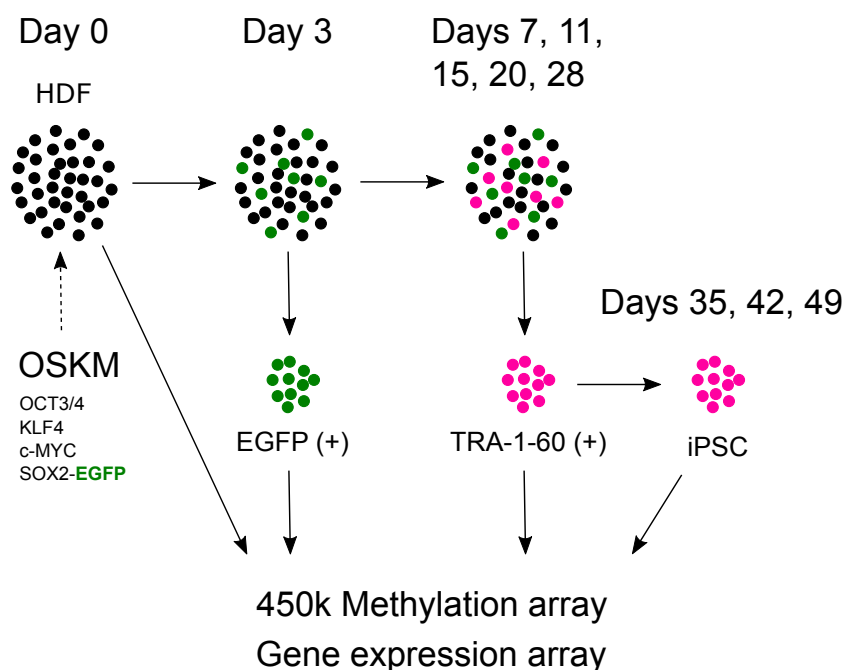 Day 0
Day 3
Days 7, 11,
15, 20, 28
HDF
Days 35, 42, 49
OSKM
OCT3/4
KLF4
c-MYC
SOX2-EGFP
EGFP (+)
TRA-1-60 (+)
iPSC
450k Methylation array
Gene expression array